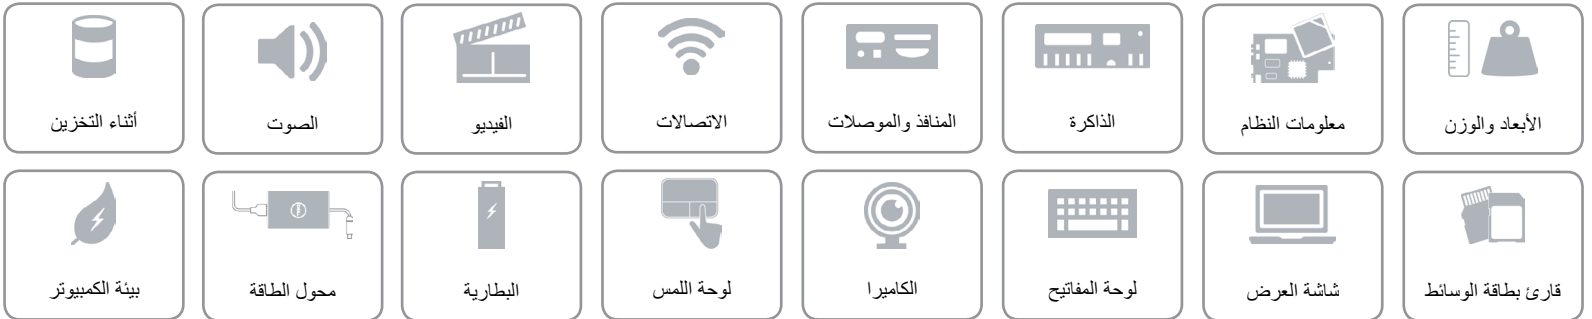 الأبعاد والوزن
معلومات النظام
الذاكرة
المنافذ والموصلات
الاتصالات
الفيديو
الصوت
أثناء التخزين
قارئ بطاقة الوسائط
شاشة العرض
لوحة المفاتيح
الكاميرا
لوحة اللمس
البطارية
محول الطاقة
بيئة الكمبيوتر